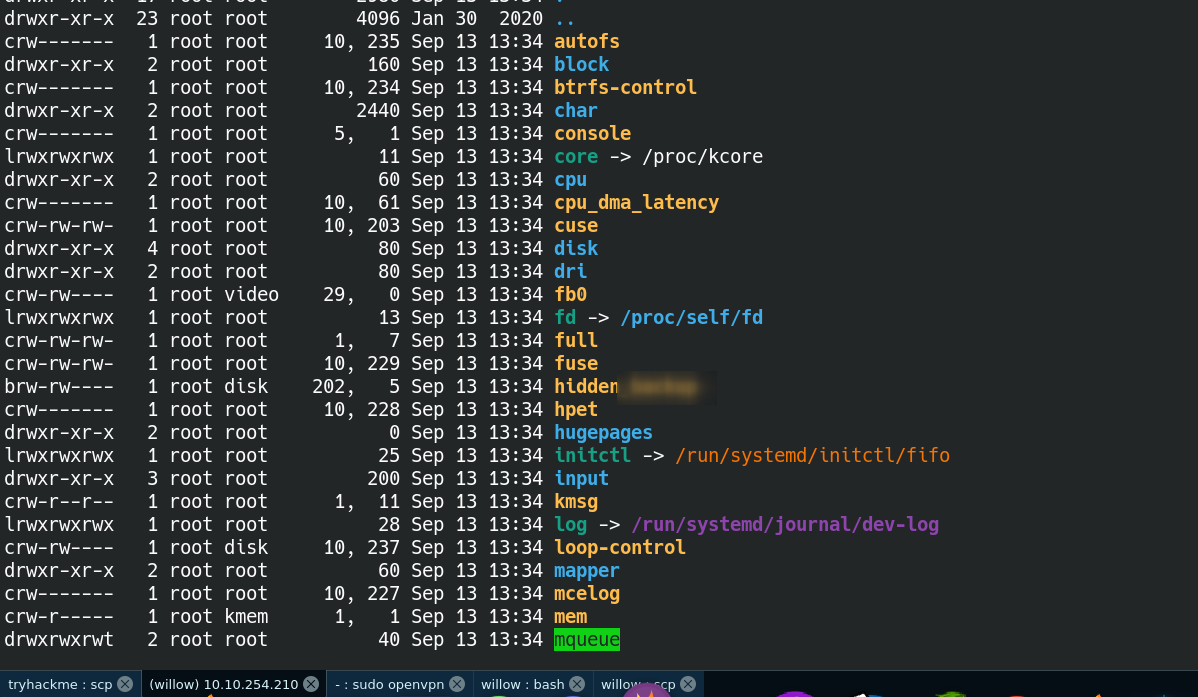 drwxr-xr-x  23 root root        4096 Jan 30  2020 ..
crw-------   1 root root     10, 235 Sep 13 13:34 autofs
drwxr-xr-x   2 root root         160 Sep 13 13:34 block
crw-------   1 root root     10, 234 Sep 13 13:34 btrfs-control
drwxr-xr-x   2 root root        2440 Sep 13 13:34 char
crw-------   1 root root      5,   1 Sep 13 13:34 console
lrwxrwxrwx   1 root root          11 Sep 13 13:34 core -> /proc/kcore
drwxr-xr-x   2 root root          60 Sep 13 13:34 cpu
crw-------   1 root root     10,  61 Sep 13 13:34 cpu_dma_latency
crw-rw-rw-   1 root root     10, 203 Sep 13 13:34 cuse
drwxr-xr-x   4 root root          80 Sep 13 13:34 disk
drwxr-xr-x   2 root root          80 Sep 13 13:34 dri
crw-rw----   1 root video    29,   0 Sep 13 13:34 fb0
lrwxrwxrwx   1 root root          13 Sep 13 13:34 fd -> /proc/self/fd
crw-rw-rw-   1 root root      1,   7 Sep 13 13:34 full
crw-rw-rw-   1 root root     10, 229 Sep 13 13:34 fuse
brw-rw----   1 root disk    202,   5 Sep 13 13:34 hidden
crw-------   1 root root     10, 228 Sep 13 13:34 hpet
drwxr-xr-x   2 root root           0 Sep 13 13:34 hugepages
lrwxrwxrwx   1 root root          25 Sep 13 13:34 initctl -> /run/systemd/initctl/fifo
drwxr-xr-x   3 root root         200 Sep 13 13:34 input
crw-r--r--   1 root root      1,  11 Sep 13 13:34 kmsg
lrwxrwxrwx   1 root root          28 Sep 13 13:34 log -> /run/systemd/journal/dev-log
crw-rw----   1 root disk     10, 237 Sep 13 13:34 loop-control
drwxr-xr-x   2 root root          60 Sep 13 13:34 mapper
crw-------   1 root root     10, 227 Sep 13 13:34 mcelog
crw-r-----   1 root kmem      1,   1 Sep 13 13:34 mem
drwxrwxrwt   2 root root          40 Sep 13 13:34 mqueue
tryhackme : scp (willow) 10.10.254.210 - : sudo openvpn willow : bash willow : scp